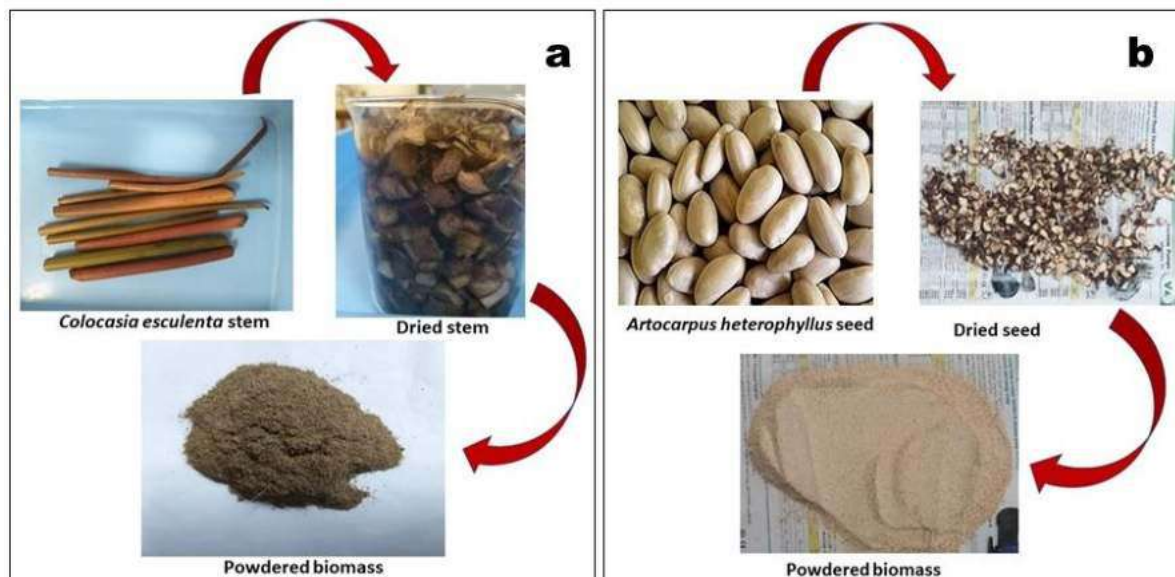 a
Colocasia esculenta stem
Dried stem
Powdered biomass
b
Artocarpus heterophyllus seed
Dried seed
Powdered biomass